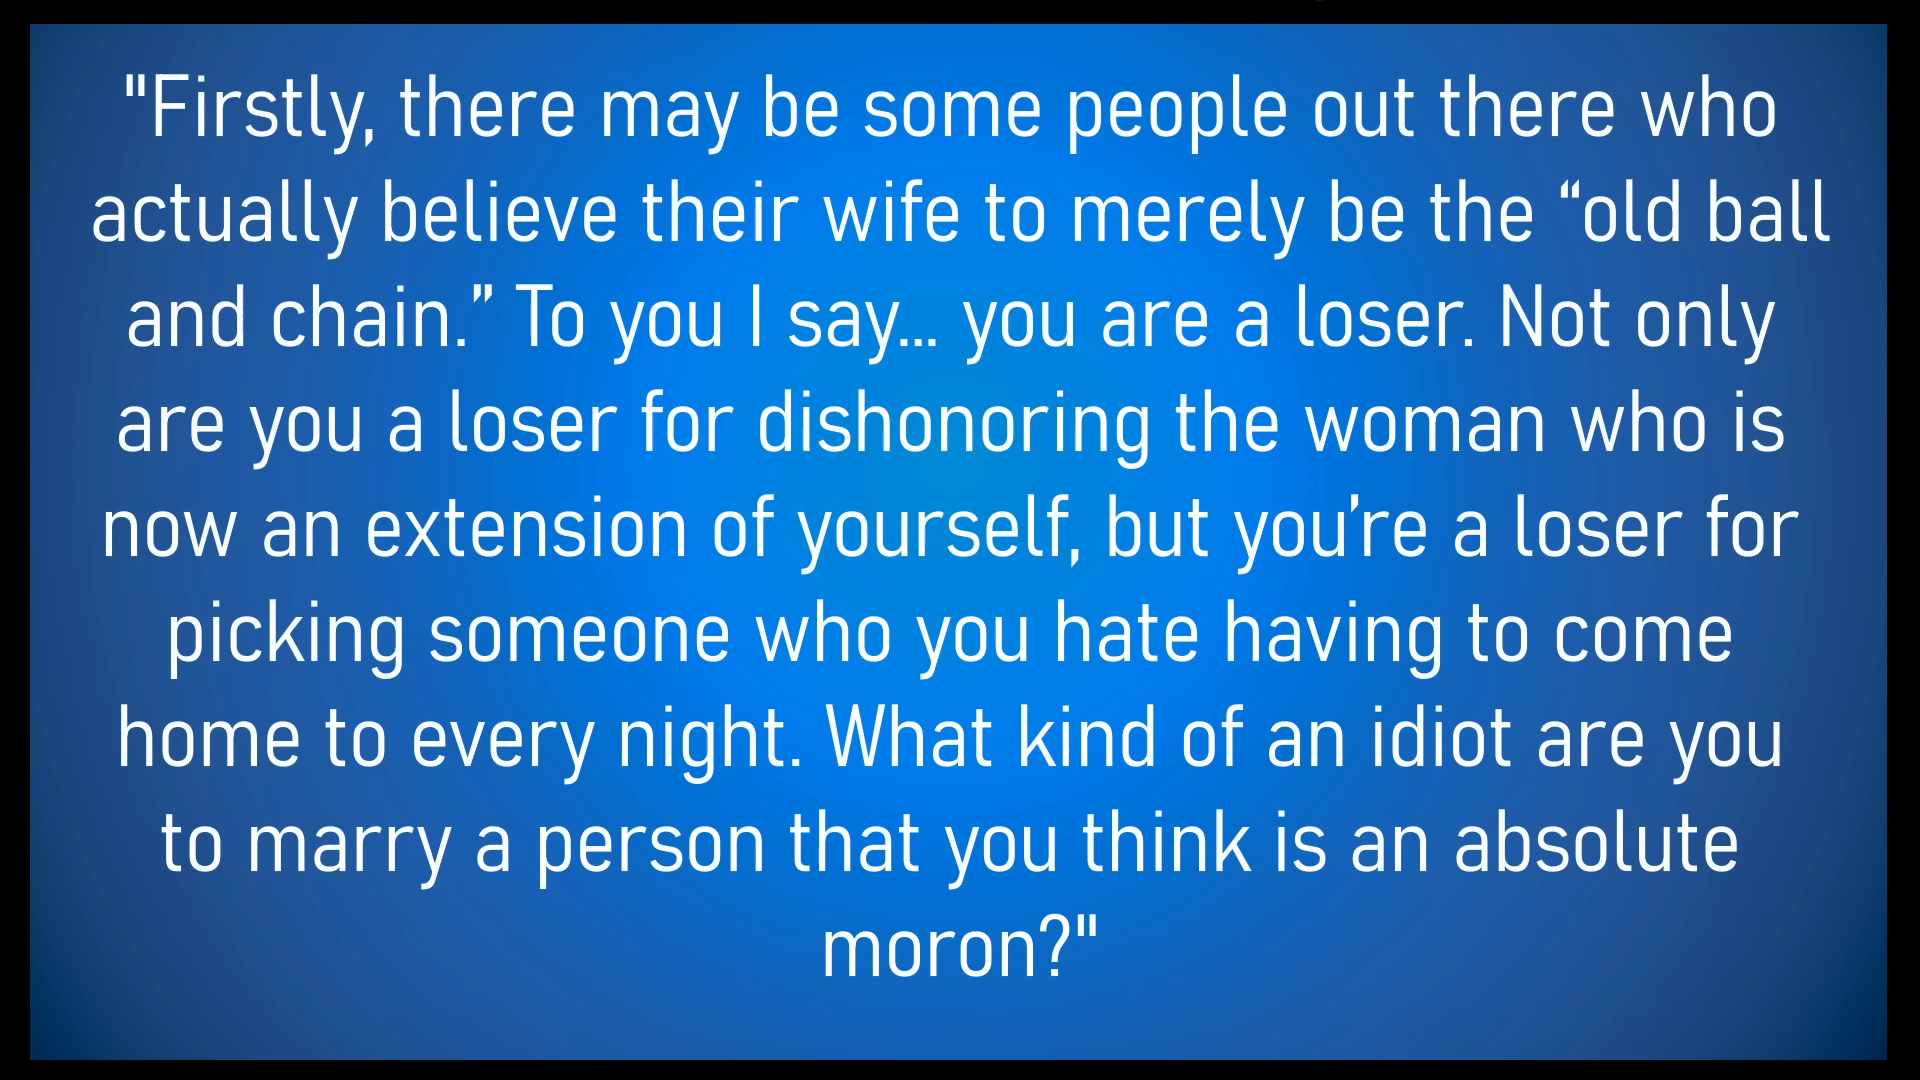 "Firstly, there may be some people out there who
actually believe their wife to merely be the “old ball
and chain.” To you I say... you are a loser. Not only
are you a loser for dishonoring the woman who is
now an extension of yourself, but you’re a loser for
picking someone who you hate having to come
home to every night. What kind of an idiot are you
to marry a person that you think is an absolute
moron?"